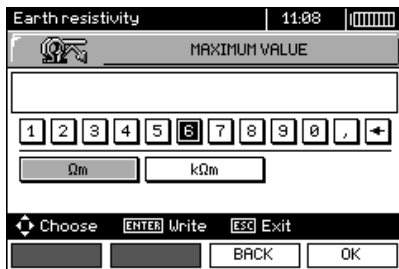 Earth resistivity 11:08
MAXIMUM VALUE
1 2 3 4 5 6 7 8 9 0 , ←
Ωm kΩm
Choose ENTER Write ESC Exit
BACK OK